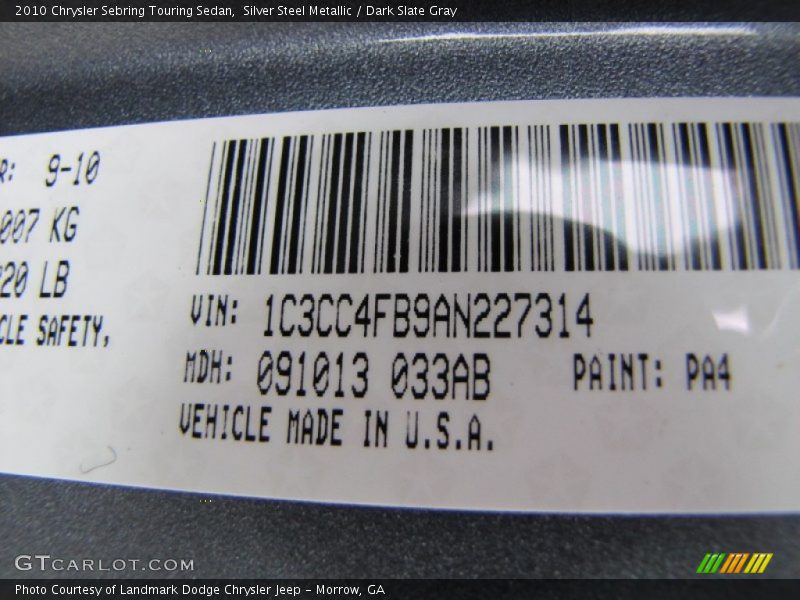 2010 Chrysler Sebring Touring Sedan, Silver Steel Metallic / Dark Slate Gray
R: 9-10
007 KG
20 LB
CLE SAFETY,
VIN: 1C3CC4FB9AN227314
MDH: 091013 033AB PAINT: PA4
VEHICLE MADE IN U.S.A.
GTCARLOT.COM
Photo Courtesy of Landmark Dodge Chrysler Jeep - Morrow, GA